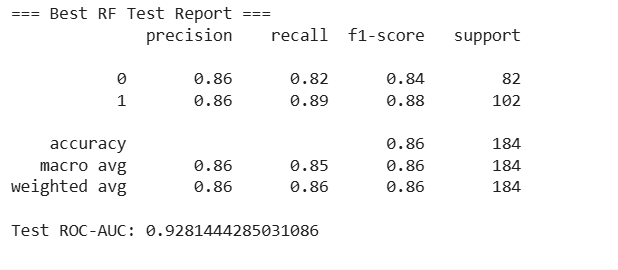 === Best RF Test Report ===
precision recall f1-score support
0 0.86 0.82 0.84 82
1 0.86 0.89 0.88 102
accuracy 0.86 184
macro avg 0.86 0.85 0.86 184
weighted avg 0.86 0.86 0.86 184
Test ROC-AUC: 0.9281444285031086